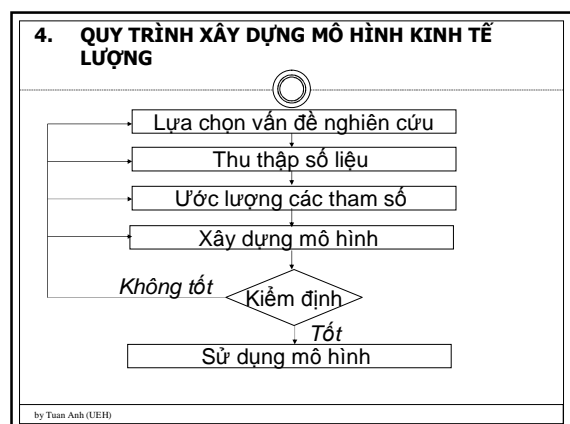 4. QUY TRÌNH XÂY DỰNG MÔ HÌNH KINH TẾ
LƯỢNG
Lựa chọn vấn đề nghiên cứu
Thu thập số liệu
Ước lượng các tham số
Xây dựng mô hình
Không tốt
Kiểm định
Tốt
Sử dụng mô hình
by Tuan Anh (UEH)